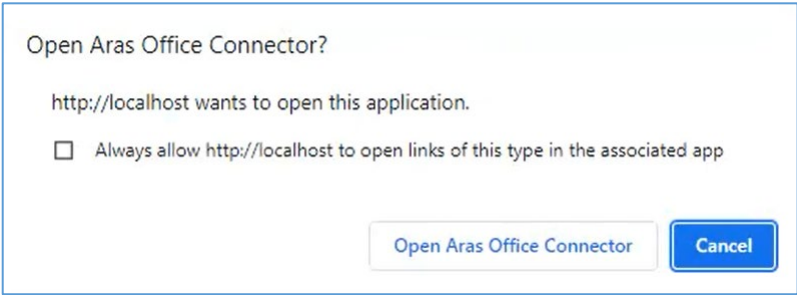 Open Aras Office Connector?
http://localhost wants to open this application.
Always allow http://localhost to open links of this type in the associated app
Open Aras Office Connector
Cancel